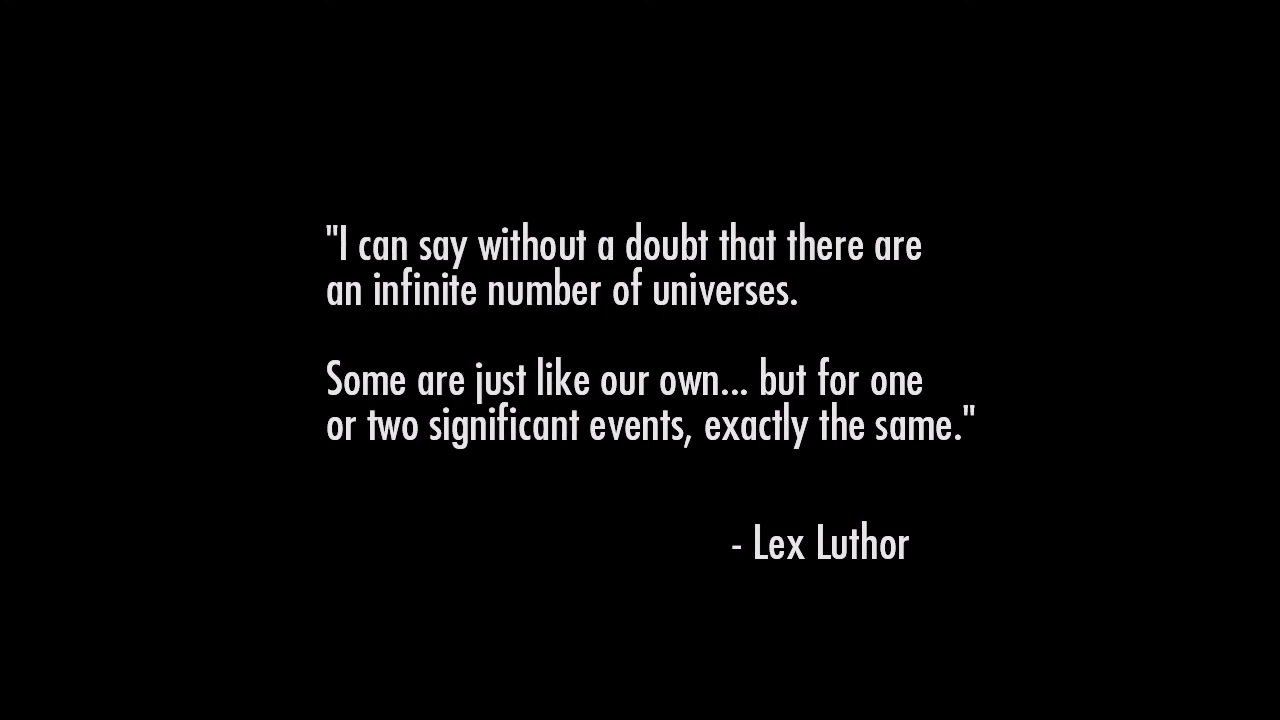 "I can say without a doubt that there are
an infinite number of universes.
Some are just like our own... but for one
or two significant events, exactly the same."
- Lex Luthor